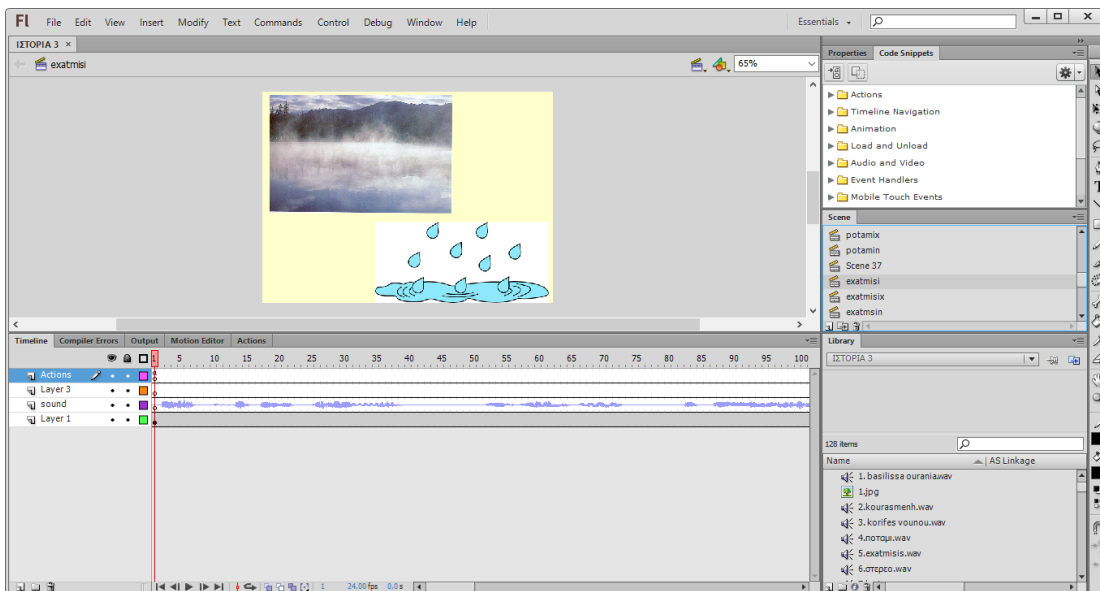 Fl File Edit View Insert Modify Text Commands Control Debug Window Help Essentials
ΙΣΤΟΡΙΑ 3 ×
exatmisi 65%
Properties Code Snippets
Actions
Timeline Navigation
Animation
Load and Unload
Audio and Video
Event Handlers
Mobile Touch Events
Scene
potamix
potamin
Scene 37
exatmisi
exatmisix
exatmsin
Timeline Compiler Errors Output Motion Editor Actions
1 5 10 15 20 25 30 35 40 45 50 55 60 65 70 75 80 85 90 95 100
Actions
Layer 3
sound
Layer 1
1 24.00 fps 0.0 s
Library
ΙΣΤΟΡΙΑ 3
128 items
Name AS Linkage
1. basilissa ourania.wav
1.jpg
2.kourasmenh.wav
3. korifes vounou.wav
4.ποταμι.wav
5.exatmisis.wav
6.στερεο.wav